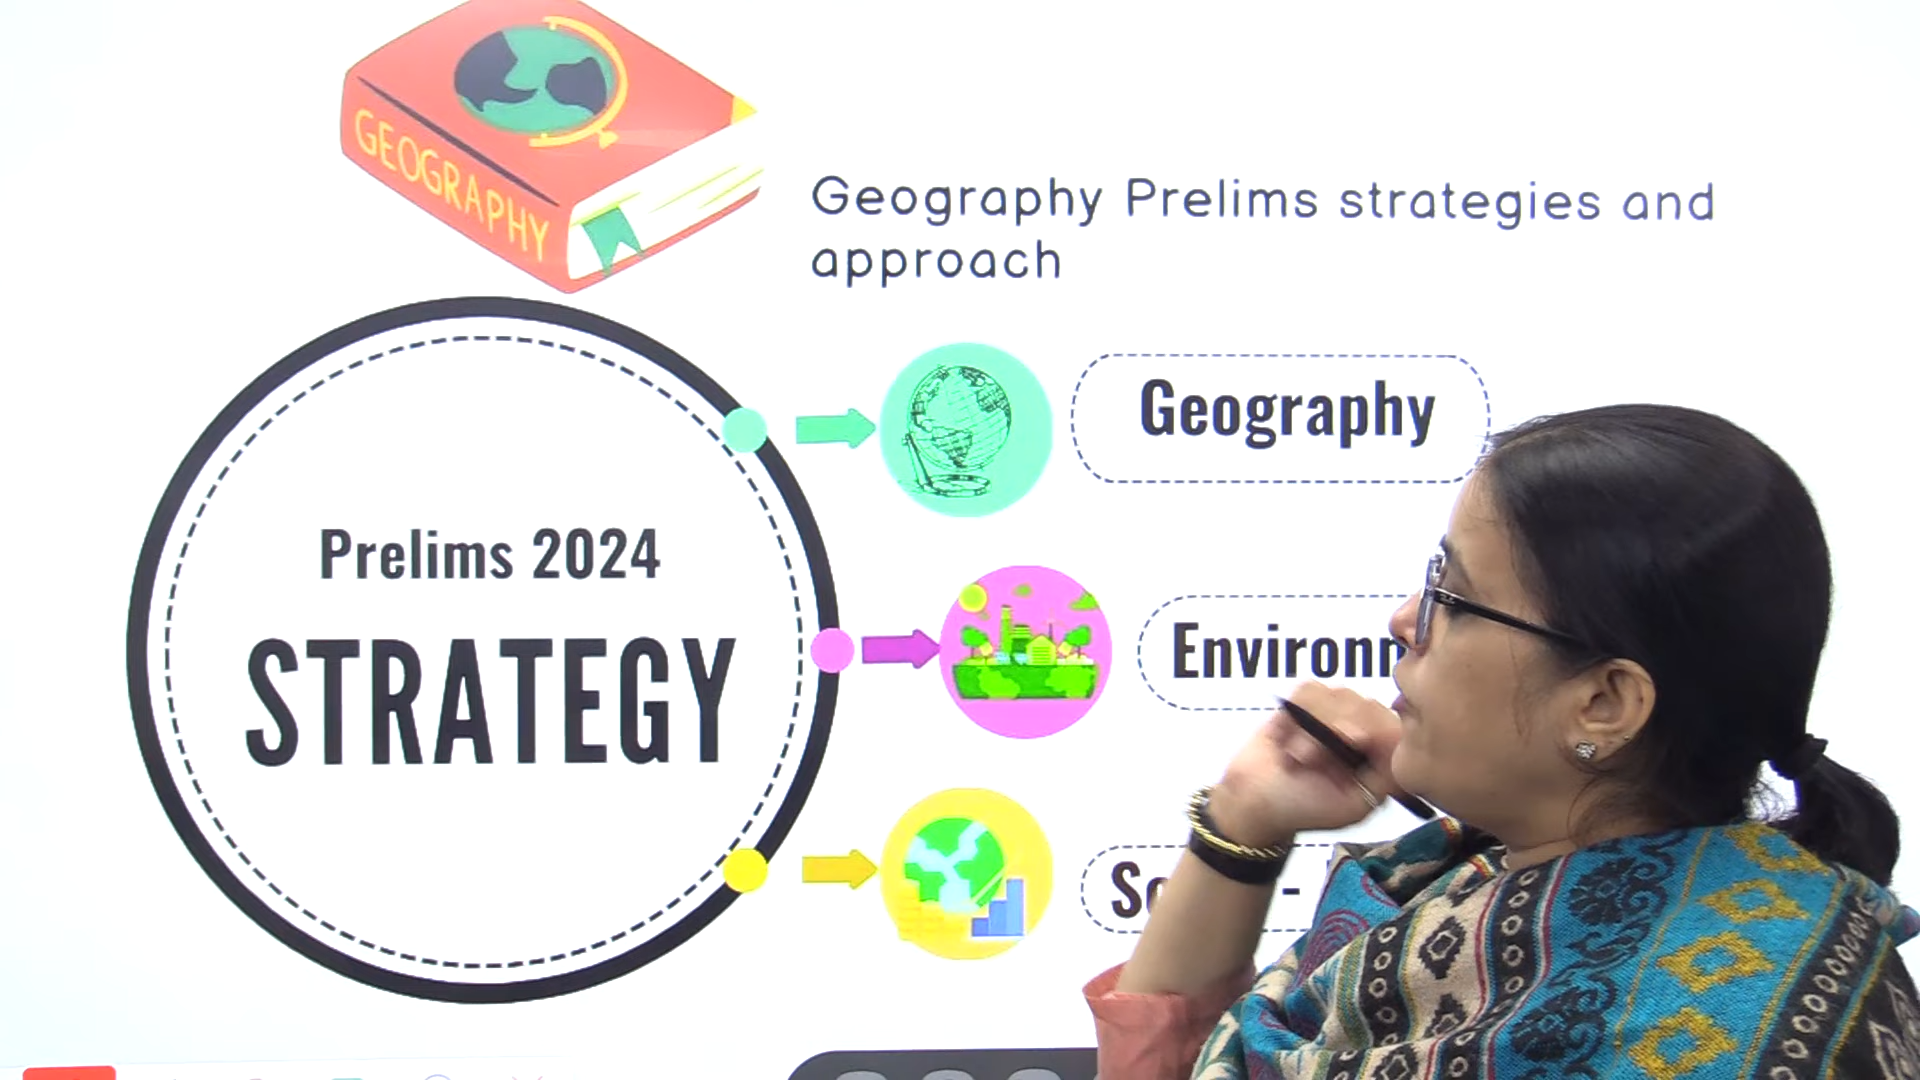 GEOGRAPHY
Geography Prelims strategies and
approach
Geography
Prelims 2024
STRATEGY